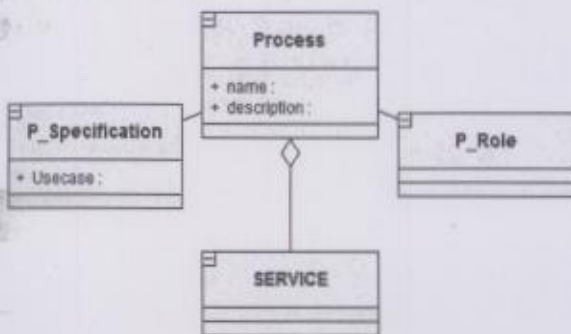 Process
+ name :
+ description :
P_Specification
+ Usecase :
P_Role
SERVICE